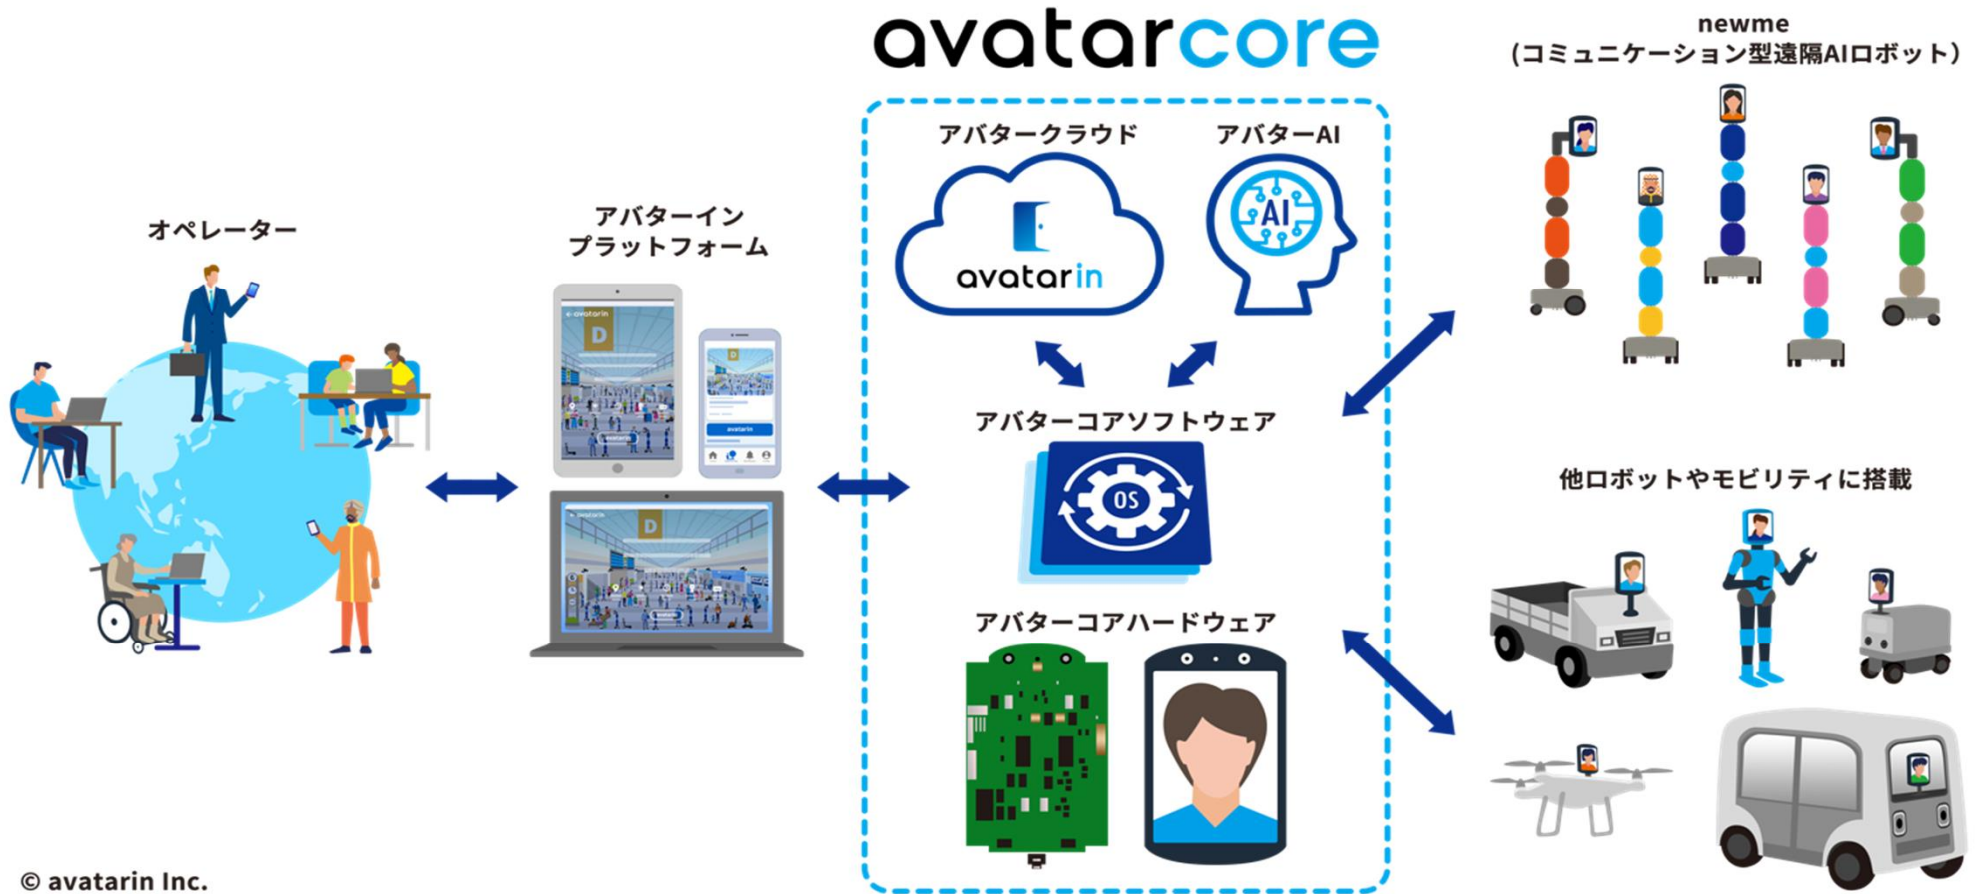 avatarcore
newme
(コミュニケーション型遠隔AIロボット）
アバタークラウド
アバターAI
AI
avatarin
オペレーター
アバターイン
プラットフォーム
avatarin
D
D
avatarin
avatarin
アバターコアソフトウェア
OS
他ロボットやモビリティに搭載
avatarin
D
avatarin
アバターコアハードウェア
© avatarin Inc.